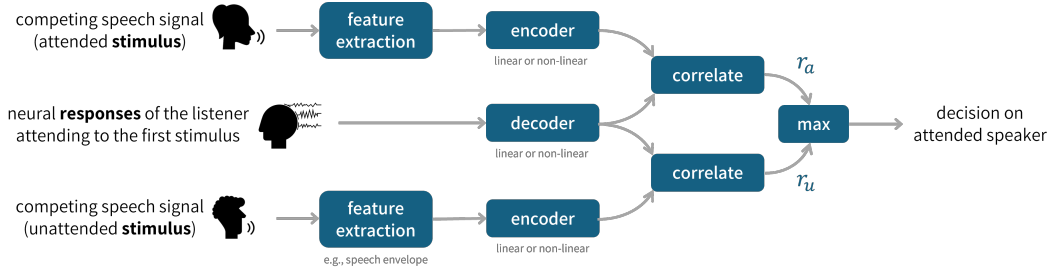 competing speech signal
(attended stimulus)
feature
extraction
encoder
linear or non-linear
correlate
rₐ
neural responses of the listener
attending to the first stimulus
decoder
linear or non-linear
max
decision on
attended speaker
correlate
rᵤ
competing speech signal
(unattended stimulus)
feature
extraction
e.g., speech envelope
encoder
linear or non-linear